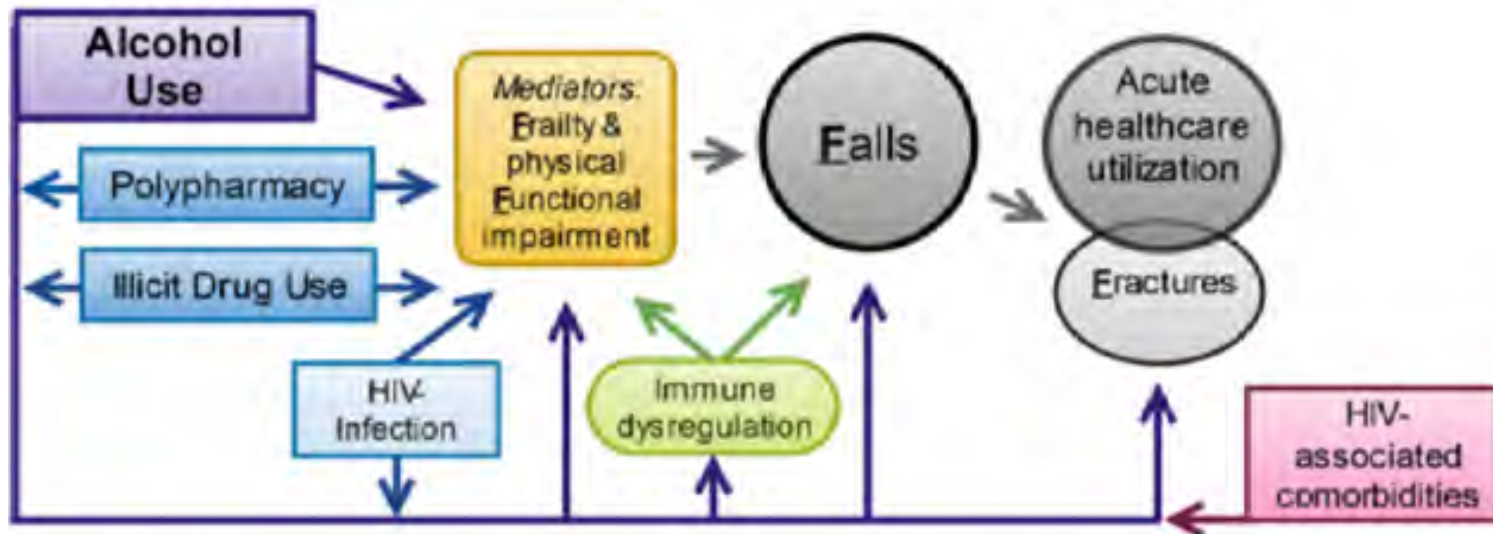 Alcohol
Use
Polypharmacy
Illicit Drug Use
HIV-
Infection
Mediators:
Frailty &
physical
Functional
impairment
Immune
dysregulation
Falls
Acute
healthcare
utilization
Fractures
HIV-
associated
comorbidities